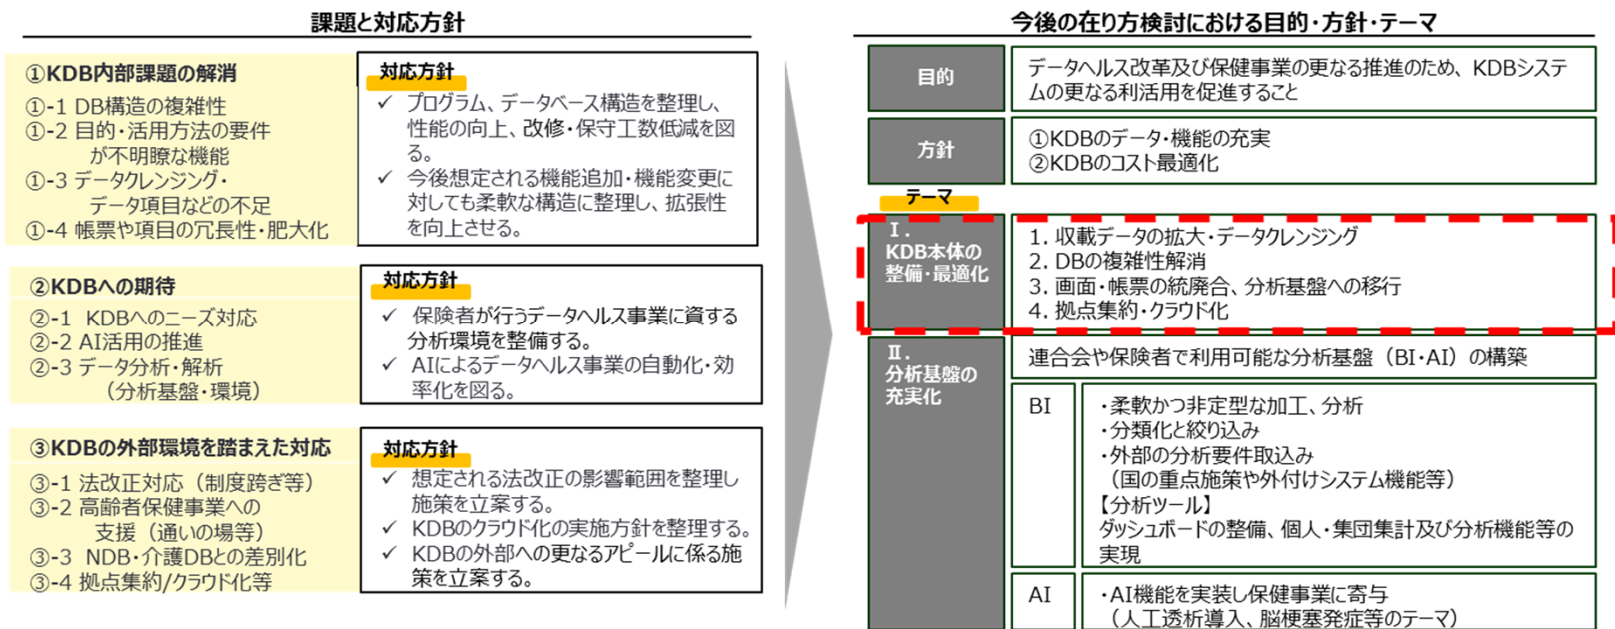 課題と対応方針
①KDB内部課題の解消
①-1 DB構造の複雑性
①-2 目的・活用方法の要件
が不明瞭な機能
①-3 データクレンジング・
データ項目などの不足
①-4 帳票や項目の冗長性・肥大化
対応方針
✓ プログラム、データベース構造を整理し、
性能の向上、改修・保守工数低減を図
る。
✓ 今後想定される機能追加・機能変更に
対しても柔軟な構造に整理し、拡張性
を向上させる。
②KDBへの期待
②-1 KDBへのニーズ対応
②-2 AI活用の推進
②-3 データ分析・解析
（分析基盤・環境）
対応方針
✓ 保険者が行うデータヘルス事業に資する
分析環境を整備する。
✓ AIによるデータヘルス事業の自動化・効
率化を図る。
③KDBの外部環境を踏まえた対応
③-1 法改正対応（制度跨ぎ等）
③-2 高齢者保健事業への
支援（通いの場等）
③-3 NDB・介護DBとの差別化
③-4 拠点集約/クラウド化等
対応方針
✓ 想定される法改正の影響範囲を整理し
施策を立案する。
✓ KDBのクラウド化の実施方針を整理する。
✓ KDBの外部への更なるアピールに係る施
策を立案する。
今後の在り方検討における目的・方針・テーマ
目的
データヘルス改革及び保健事業の更なる推進のため、KDBシステ
ムの更なる利活用を促進すること
方針
①KDBのデータ・機能の充実
②KDBのコスト最適化
テーマ
Ⅰ．
KDB本体の
整備・最適化
1. 収載データの拡大・データクレンジング
2. DBの複雑性解消
3. 画面・帳票の統廃合、分析基盤への移行
4. 拠点集約・クラウド化
Ⅱ．
分析基盤の
充実化
連合会や保険者で利用可能な分析基盤（BI・AI）の構築
BI
・柔軟かつ非定型な加工、分析
・分類化と絞り込み
・外部の分析要件取込み
（国の重点施策や外付けシステム機能等）
【分析ツール】
ダッシュボードの整備、個人・集団集計及び分析機能等の
実現
AI
・AI機能を実装し保健事業に寄与
（人工透析導入、脳梗塞発症等のテーマ）